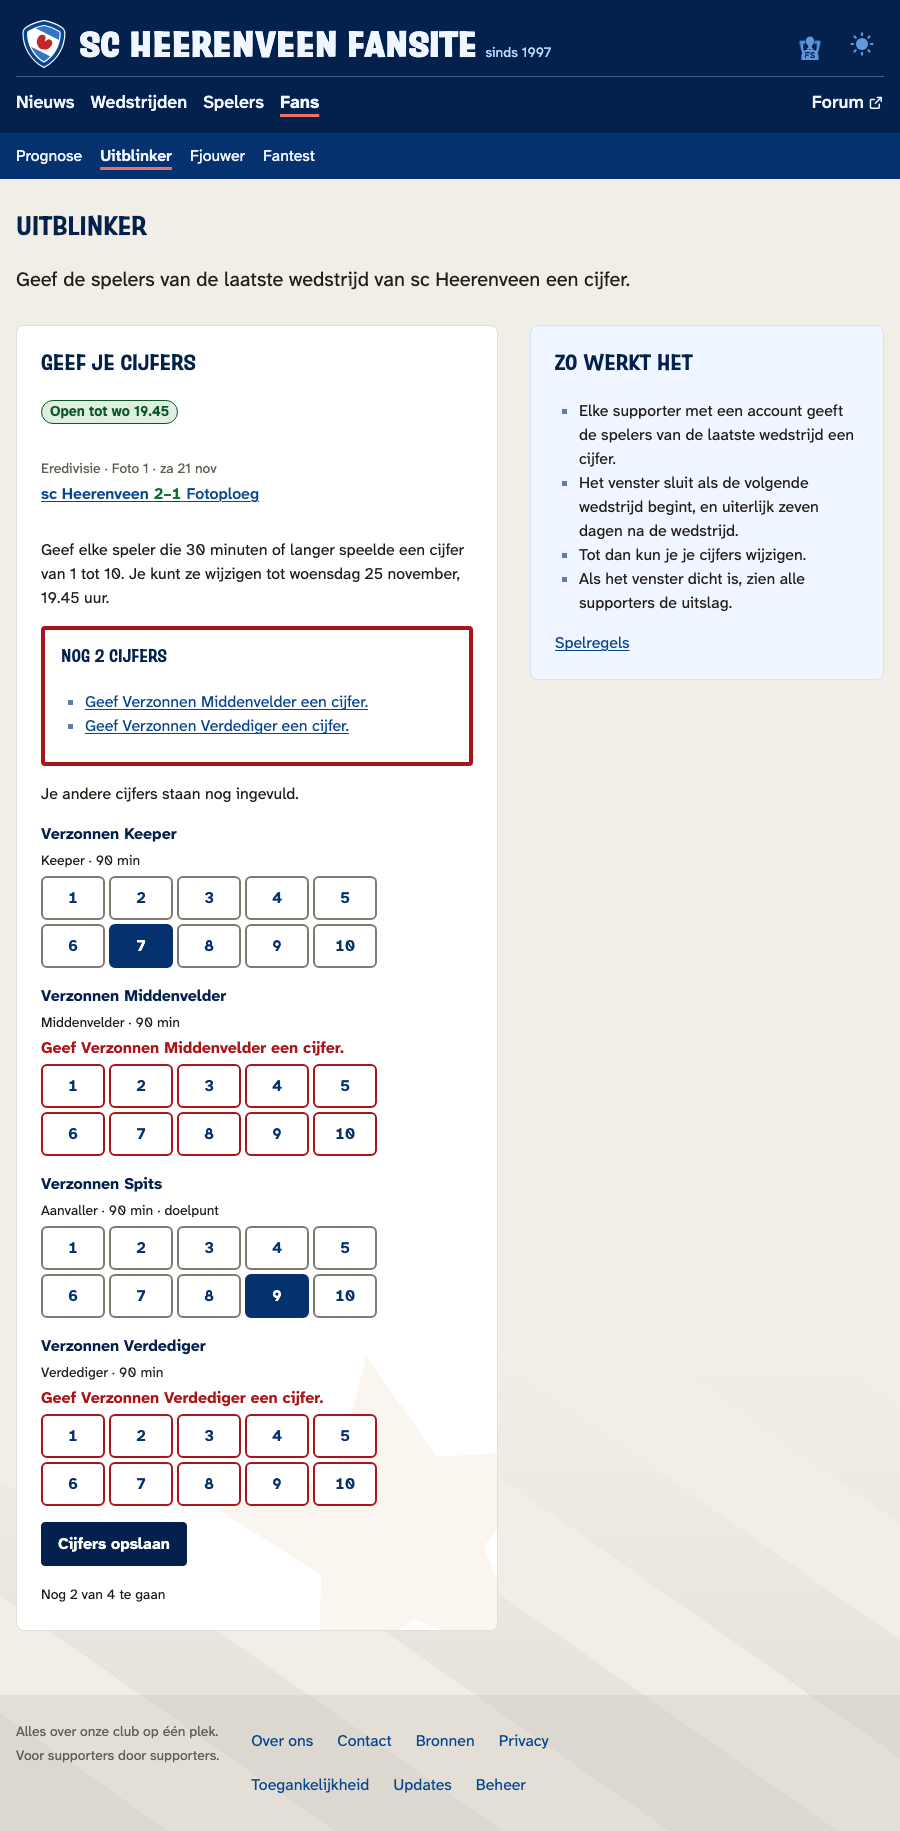 SC HEERENVEEN FANSITE sinds 1997
FS
Nieuws Wedstrijden Spelers Fans Forum
Prognose Uitblinker Fjouwer Fantest
UITBLINKER
Geef de spelers van de laatste wedstrijd van sc Heerenveen een cijfer.
GEEF JE CIJFERS
Open tot wo 19.45
Eredivisie · Foto 1 · za 21 nov
sc Heerenveen 2–1 Fotoploeg
Geef elke speler die 30 minuten of langer speelde een cijfer
van 1 tot 10. Je kunt ze wijzigen tot woensdag 25 november,
19.45 uur.
NOG 2 CIJFERS
Geef Verzonnen Middenvelder een cijfer.
Geef Verzonnen Verdediger een cijfer.
Je andere cijfers staan nog ingevuld.
Verzonnen Keeper
Keeper · 90 min
1 2 3 4 5
6 7 8 9 10
Verzonnen Middenvelder
Middenvelder · 90 min
Geef Verzonnen Middenvelder een cijfer.
1 2 3 4 5
6 7 8 9 10
Verzonnen Spits
Aanvaller · 90 min · doelpunt
1 2 3 4 5
6 7 8 9 10
Verzonnen Verdediger
Verdediger · 90 min
Geef Verzonnen Verdediger een cijfer.
1 2 3 4 5
6 7 8 9 10
Cijfers opslaan
Nog 2 van 4 te gaan
ZO WERKT HET
Elke supporter met een account geeft
de spelers van de laatste wedstrijd een
cijfer.
Het venster sluit als de volgende
wedstrijd begint, en uiterlijk zeven
dagen na de wedstrijd.
Tot dan kun je je cijfers wijzigen.
Als het venster dicht is, zien alle
supporters de uitslag.
Spelregels
Alles over onze club op één plek.
Voor supporters door supporters.
Over ons Contact Bronnen Privacy
Toegankelijkheid Updates Beheer